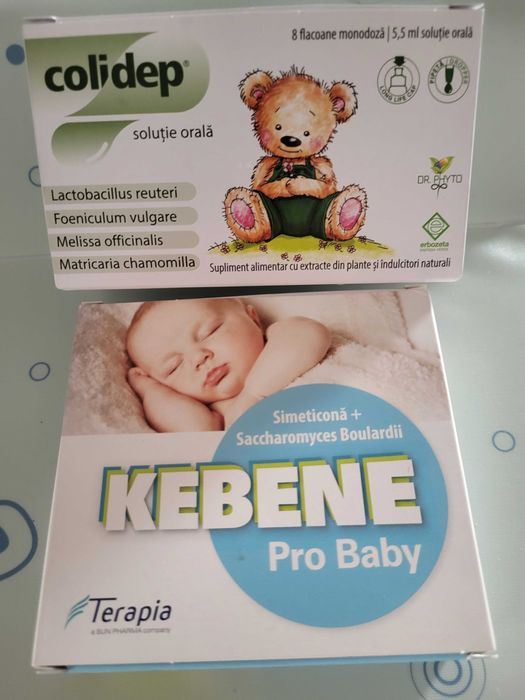 8 flacoane monodoză | 5,5 ml soluție orală
colidep®
soluție orală
LONG LIFE CAP
PIPETĂ DROPPER
DR. PHYTO
Lactobacillus reuteri
Foeniculum vulgare
Melissa officinalis
Matricaria chamomilla
erbozeta
Supliment alimentar cu extracte din plante și îndulcitori naturali
Simeticonă +
Saccharomyces Boulardii
KEBENE
Pro Baby
Terapia
a SUN PHARMA company